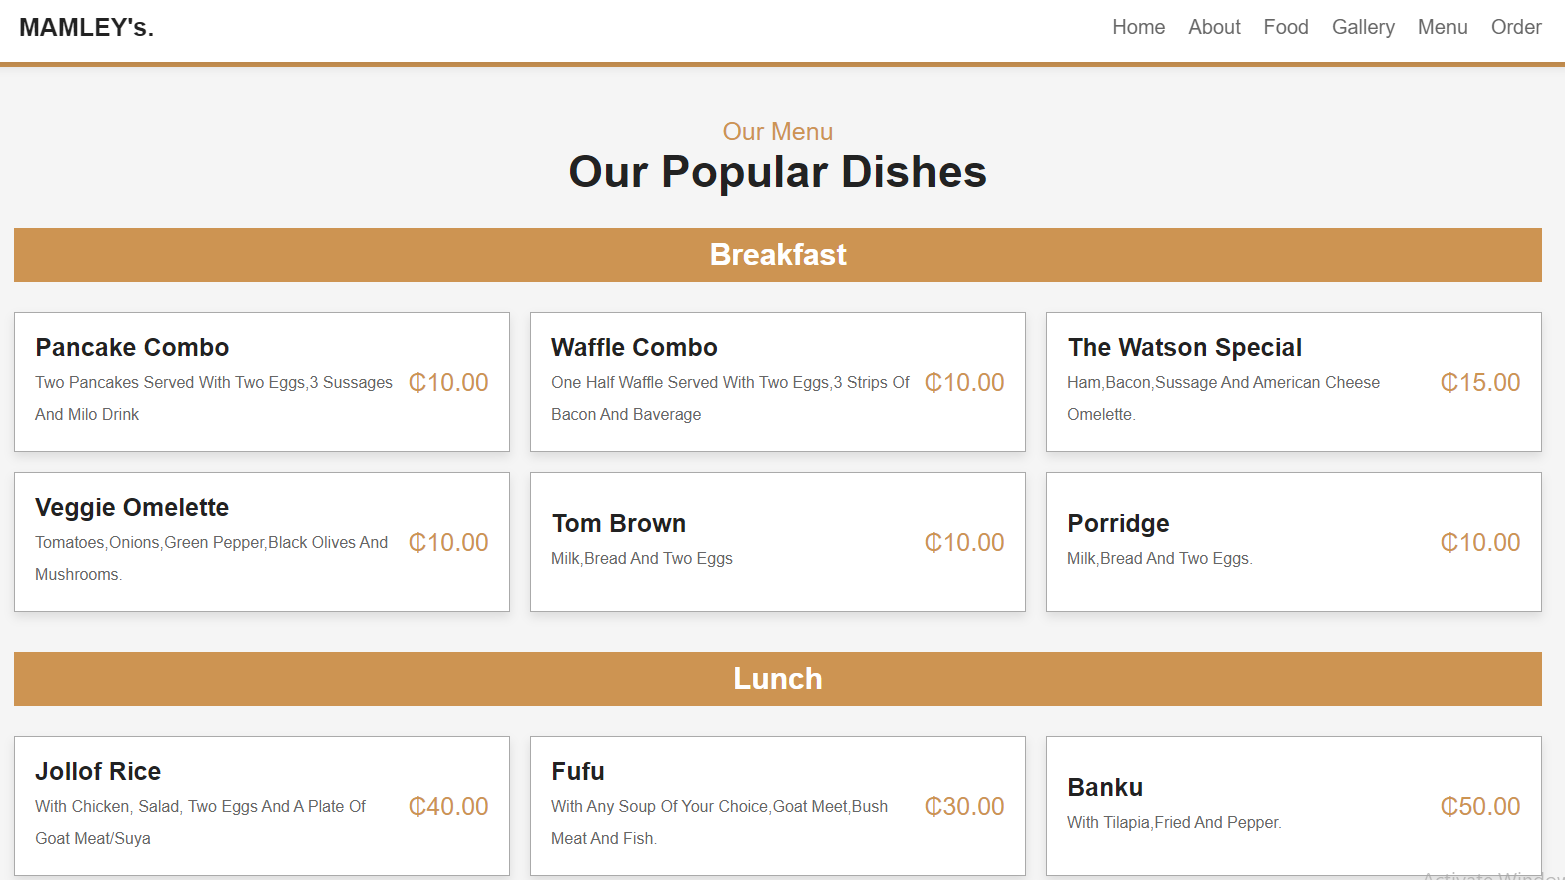 MAMLEY's.
Home About Food Gallery Menu Order
Our Menu
Our Popular Dishes
Breakfast
Pancake Combo
Two Pancakes Served With Two Eggs,3 Sussages
And Milo Drink
₵10.00
Waffle Combo
One Half Waffle Served With Two Eggs,3 Strips Of
Bacon And Baverage
₵10.00
The Watson Special
Ham,Bacon,Sussage And American Cheese
Omelette.
₵15.00
Veggie Omelette
Tomatoes,Onions,Green Pepper,Black Olives And
Mushrooms.
₵10.00
Tom Brown
Milk,Bread And Two Eggs
₵10.00
Porridge
Milk,Bread And Two Eggs.
₵10.00
Lunch
Jollof Rice
With Chicken, Salad, Two Eggs And A Plate Of
Goat Meat/Suya
₵40.00
Fufu
With Any Soup Of Your Choice,Goat Meet,Bush
Meat And Fish.
₵30.00
Banku
With Tilapia,Fried And Pepper.
₵50.00